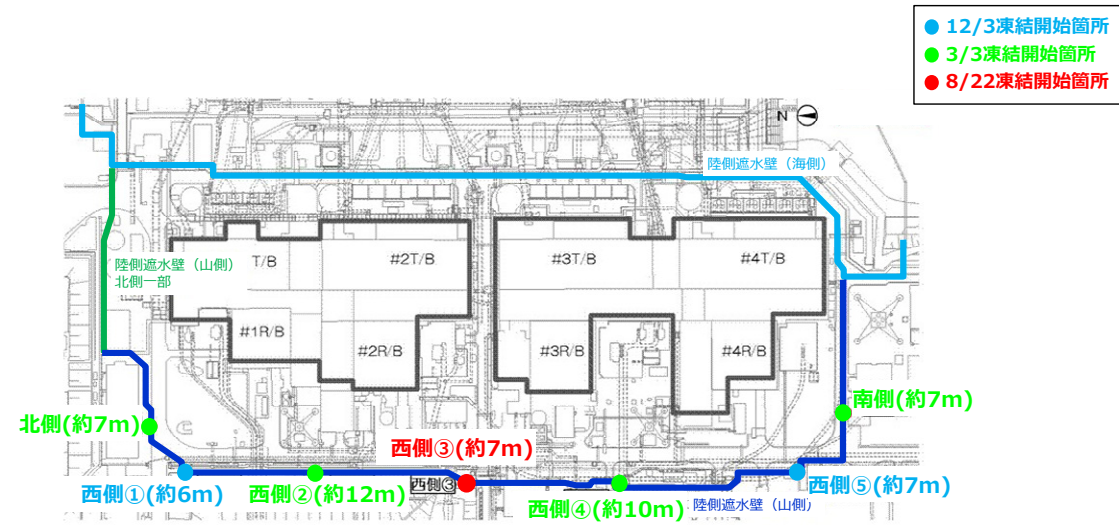 ● 12/3凍結開始箇所
● 3/3凍結開始箇所
● 8/22凍結開始箇所
N
陸側遮水壁（海側）
陸側遮水壁（山側）
北側一部
T/B
#2T/B
#3T/B
#4T/B
#1R/B
#2R/B
#3R/B
#4R/B
北側(約7m)
南側(約7m)
西側③(約7m)
西側③
西側①(約6m)
西側②(約12m)
西側④(約10m)
西側⑤(約7m)
陸側遮水壁（山側）